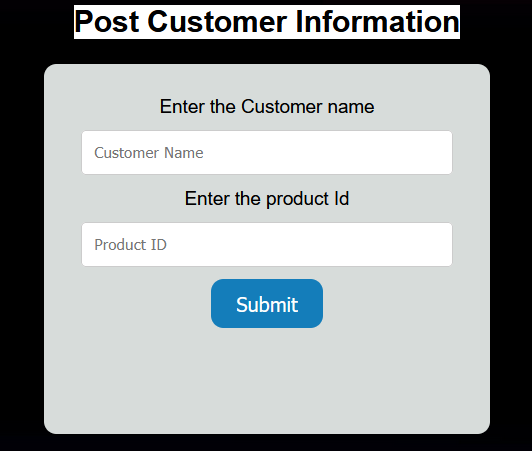 Post Customer Information
Enter the Customer name
Customer Name
Enter the product Id
Product ID
Submit